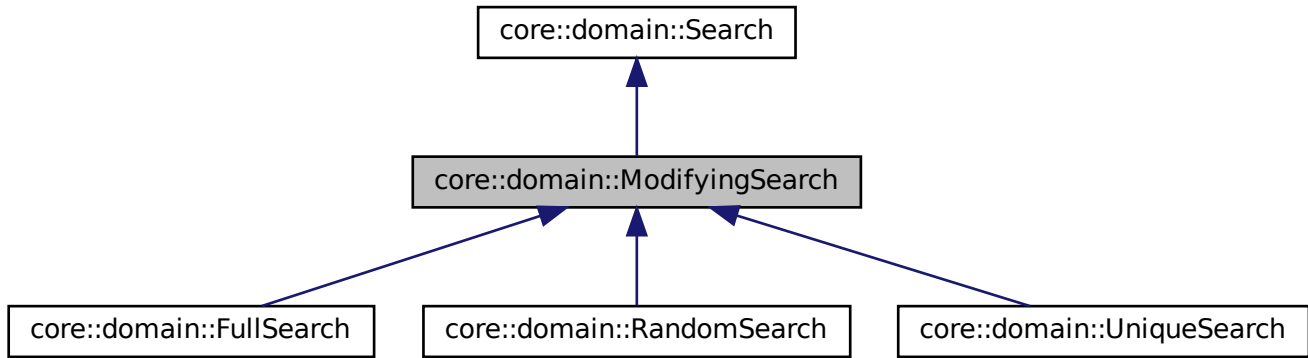 core::domain::Search
core::domain::ModifyingSearch
core::domain::FullSearch
core::domain::RandomSearch
core::domain::UniqueSearch